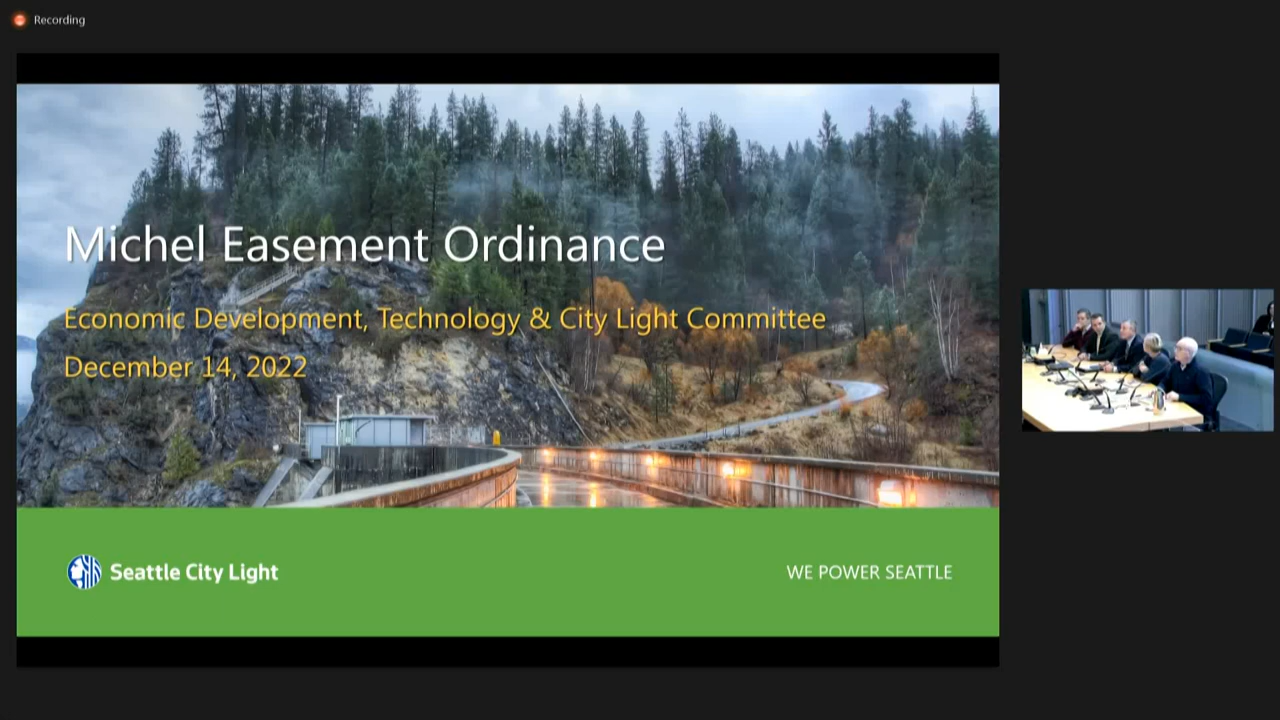 Recording
Michel Easement Ordinance
Economic Development, Technology & City Light Committee
December 14, 2022
Seattle City Light
WE POWER SEATTLE